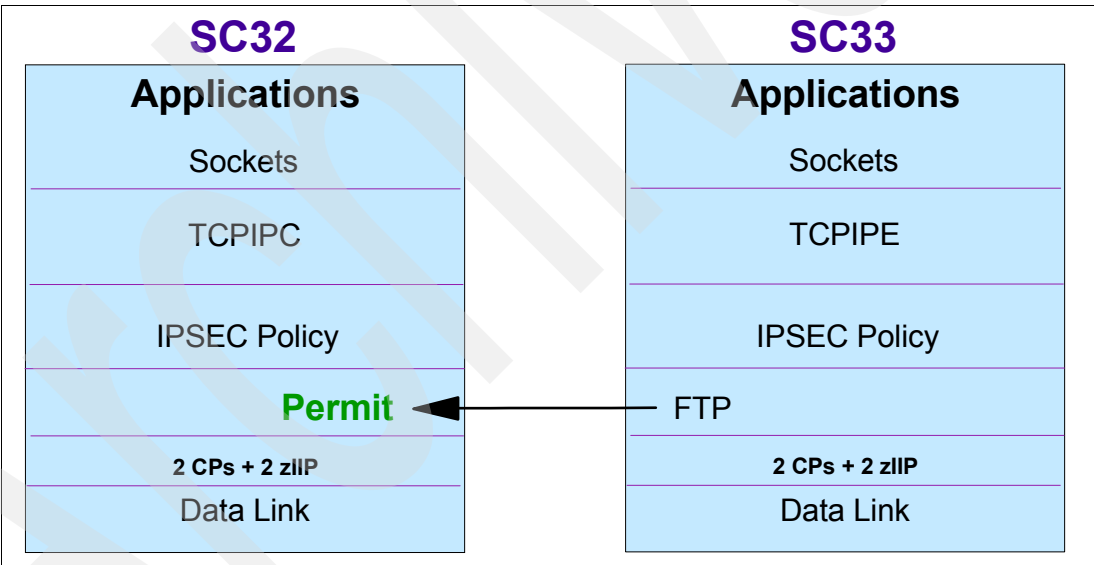 SC32
Applications
Sockets
TCPIPC
IPSEC Policy
Permit
2 CPs + 2 zIIP
Data Link
SC33
Applications
Sockets
TCPIPE
IPSEC Policy
FTP
2 CPs + 2 zIIP
Data Link